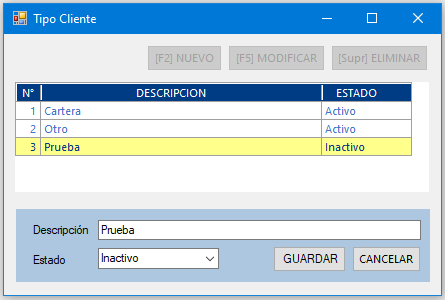 Tipo Cliente
[F2] NUEVO [F5] MODIFICAR [Supr] ELIMINAR
N° DESCRIPCION ESTADO
1 Cartera Activo
2 Otro Activo
3 Prueba Inactivo
Descripción Prueba
Estado Inactivo GUARDAR CANCELAR